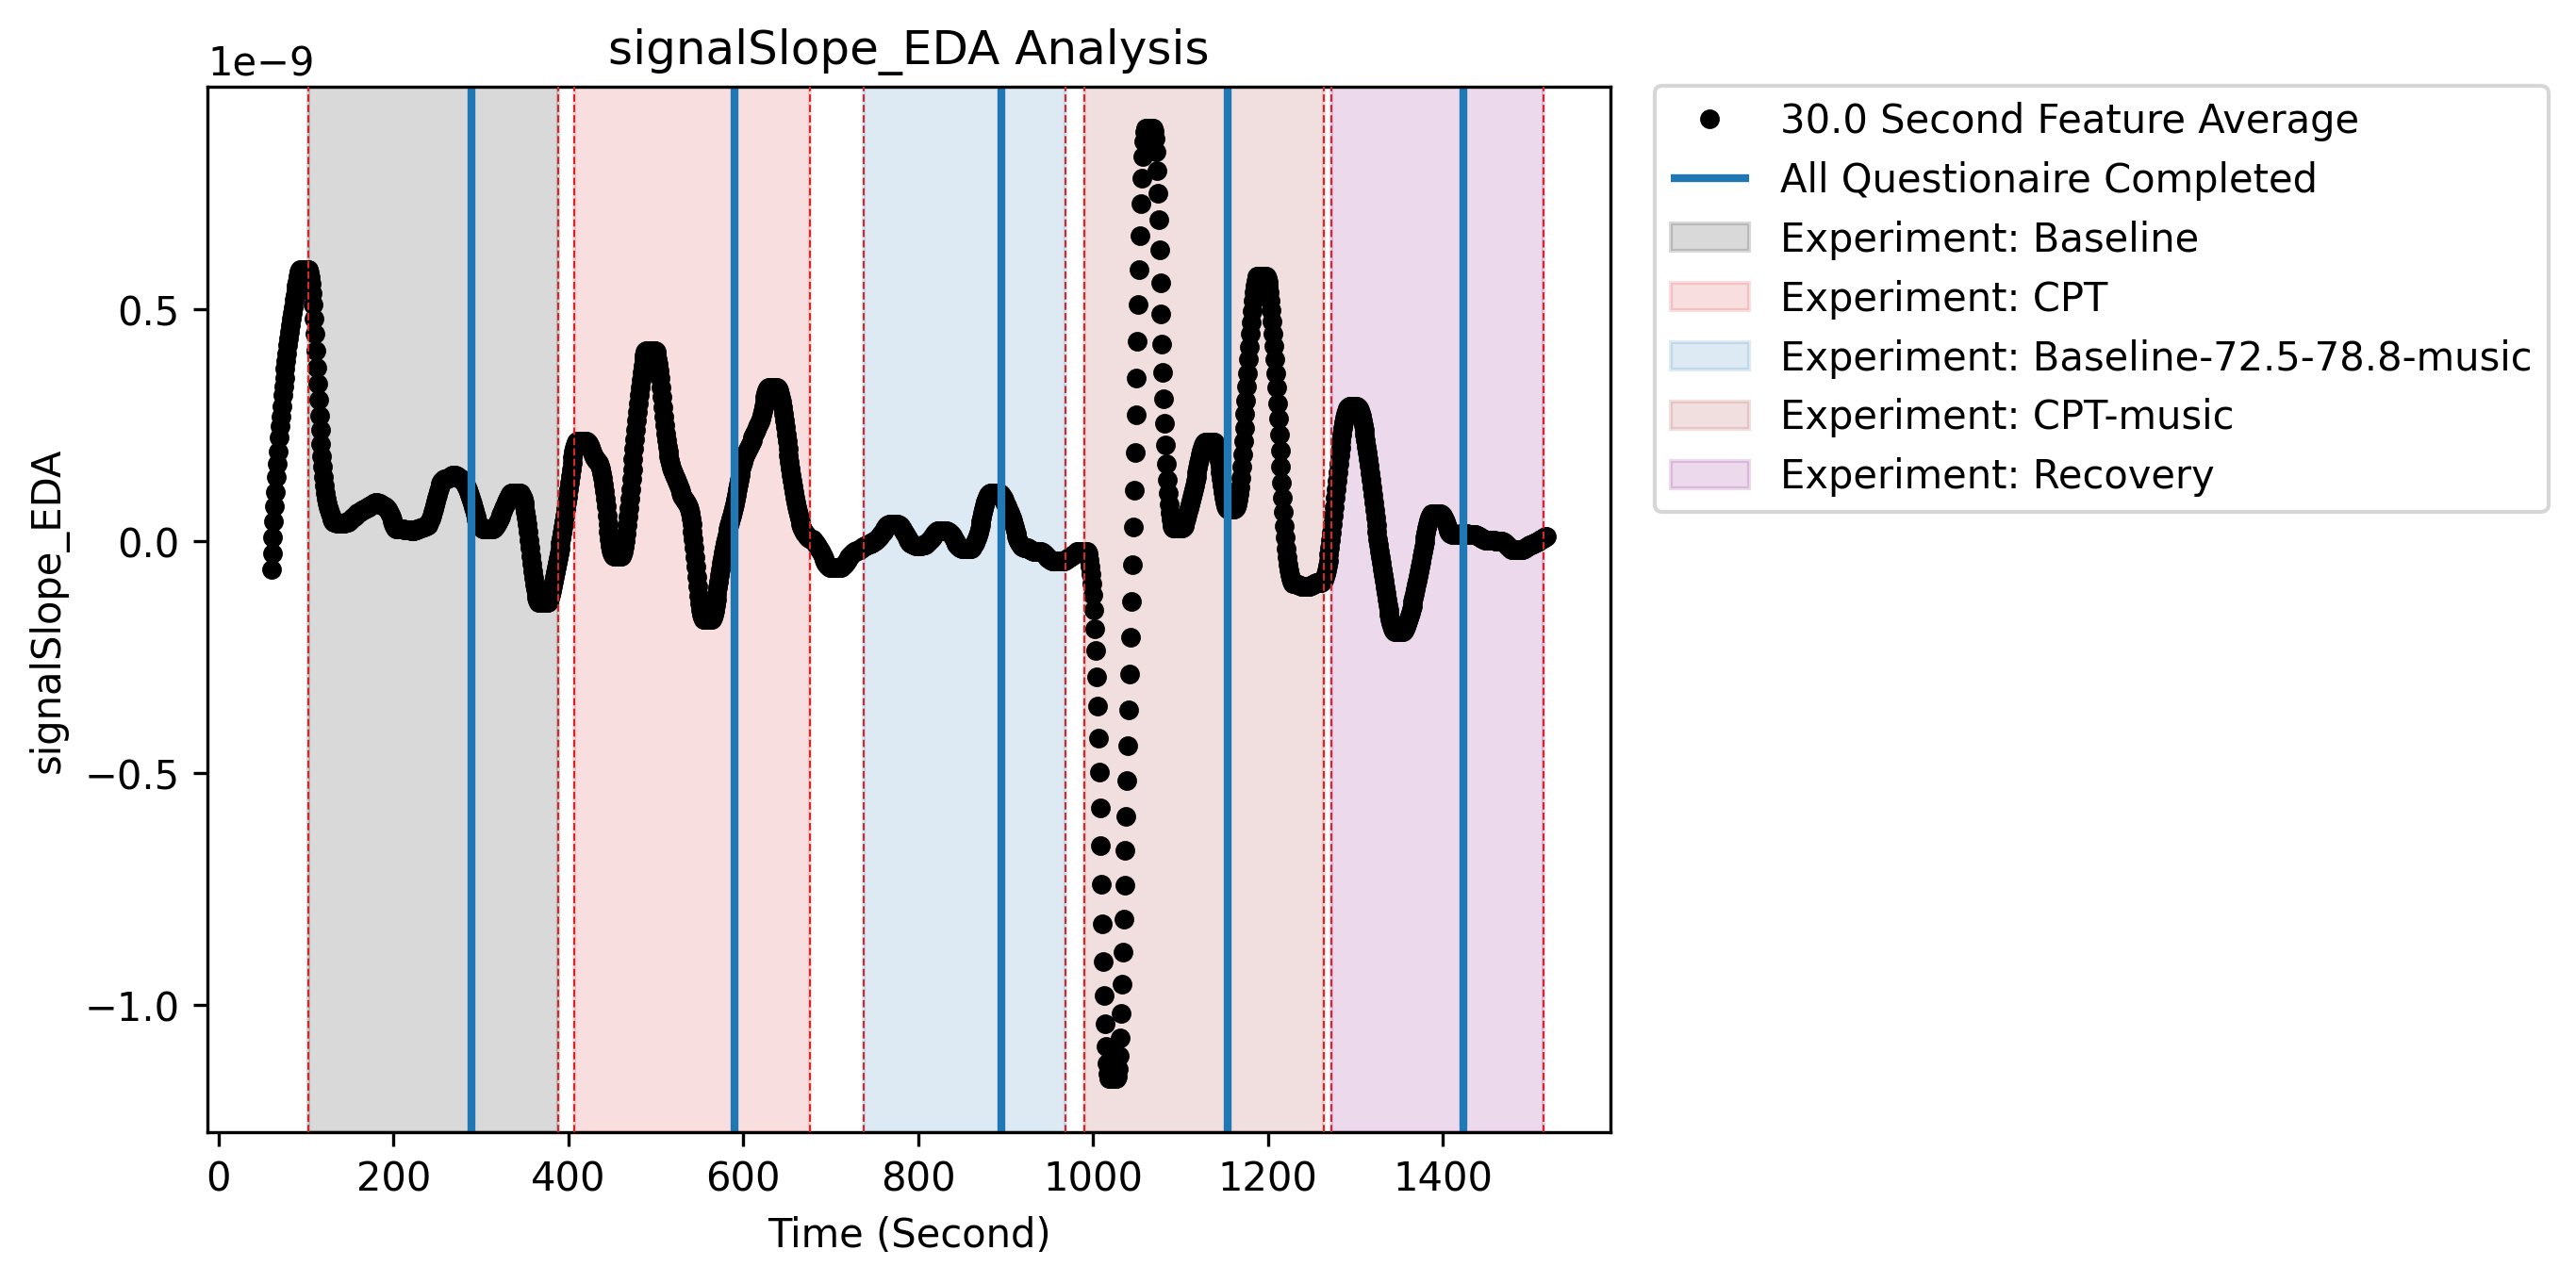 signalSlope_EDA Analysis
1e−9
30.0 Second Feature Average
All Questionaire Completed
Experiment: Baseline
Experiment: CPT
Experiment: Baseline-72.5-78.8-music
Experiment: CPT-music
Experiment: Recovery
signalSlope_EDA
0.5
0.0
−0.5
−1.0
0 200 400 600 800 1000 1200 1400
Time (Second)